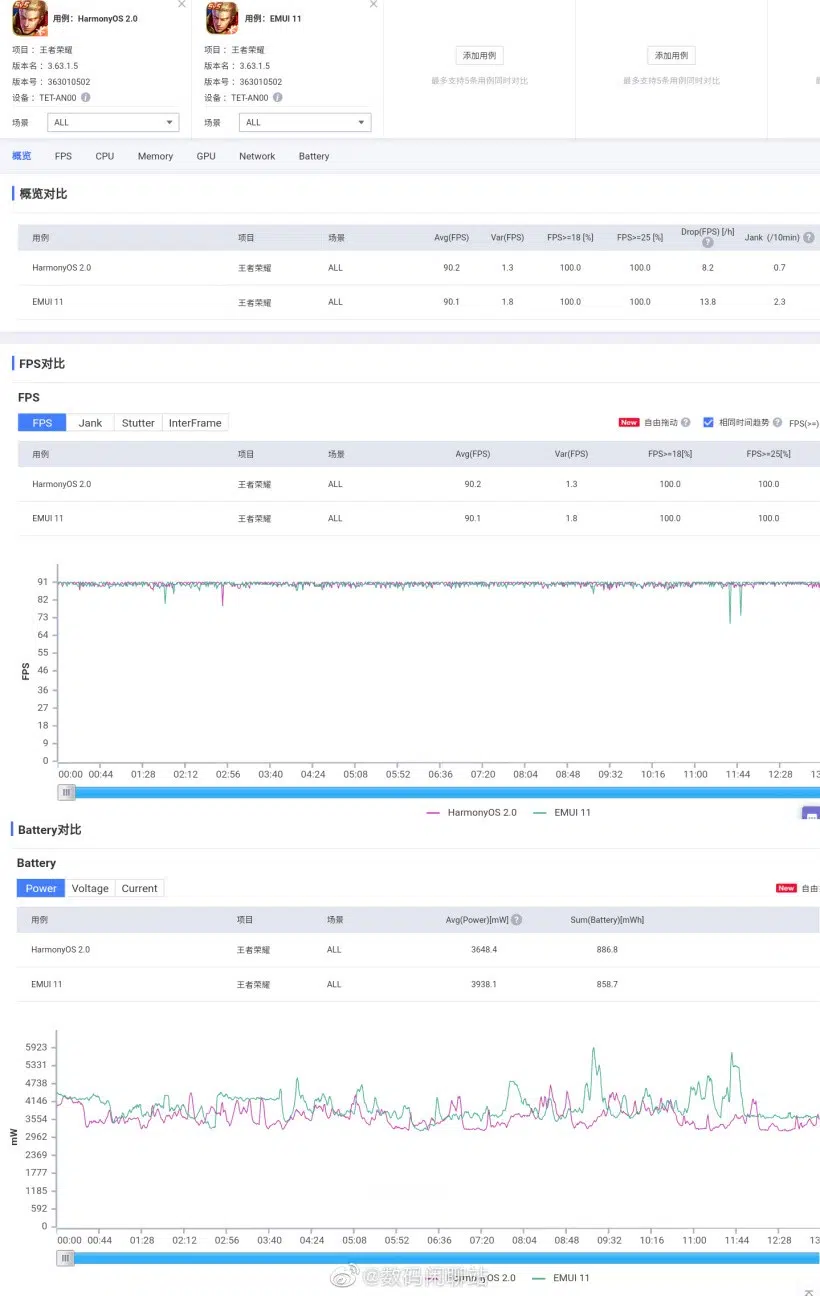 用例：HarmonyOS 2.0
用例：EMUI 11
项目： 王者荣耀
项目： 王者荣耀
添加用例
添加用例
版本名： 3.63.1.5
版本名： 3.63.1.5
版本号： 363010502
版本号： 363010502
最多支持5条用例同时对比
最多支持5条用例同时对比
设备： TET-AN00
设备： TET-AN00
场景 ALL
场景 ALL
概览 FPS CPU Memory GPU Network Battery
概览对比
用例 项目 场景 Avg(FPS) Var(FPS) FPS>=18 [%] FPS>=25 [%] Drop(FPS) [/h] Jank (/10min)
HarmonyOS 2.0 王者荣耀 ALL 90.2 1.3 100.0 100.0 8.2 0.7
EMUI 11 王者荣耀 ALL 90.1 1.8 100.0 100.0 13.8 2.3
FPS对比
FPS
FPS Jank Stutter InterFrame
New 自由拖动 相同时间趋势 FPS(>=)
用例 项目 场景 Avg(FPS) Var(FPS) FPS>=18[%] FPS>=25[%]
HarmonyOS 2.0 王者荣耀 ALL 90.2 1.3 100.0 100.0
EMUI 11 王者荣耀 ALL 90.1 1.8 100.0 100.0
91
82
73
64
55
46
36
27
18
9
0
FPS
00:00 00:44 01:28 02:12 02:56 03:40 04:24 05:08 05:52 06:36 07:20 08:04 08:48 09:32 10:16 11:00 11:44 12:28 13
HarmonyOS 2.0 EMUI 11
Battery对比
Battery
Power Voltage Current
New 自由
用例 项目 场景 Avg(Power)[mW] Sum(Battery)[mWh]
HarmonyOS 2.0 王者荣耀 ALL 3648.4 886.8
EMUI 11 王者荣耀 ALL 3938.1 858.7
5923
5331
4738
4146
3554
2962
2369
1777
1185
592
0
mW
00:00 00:44 01:28 02:12 02:56 03:40 04:24 05:08 05:52 06:36 07:20 08:04 08:48 09:32 10:16 11:00 11:44 12:28 13
HarmonyOS 2.0 EMUI 11
@数码闲聊站